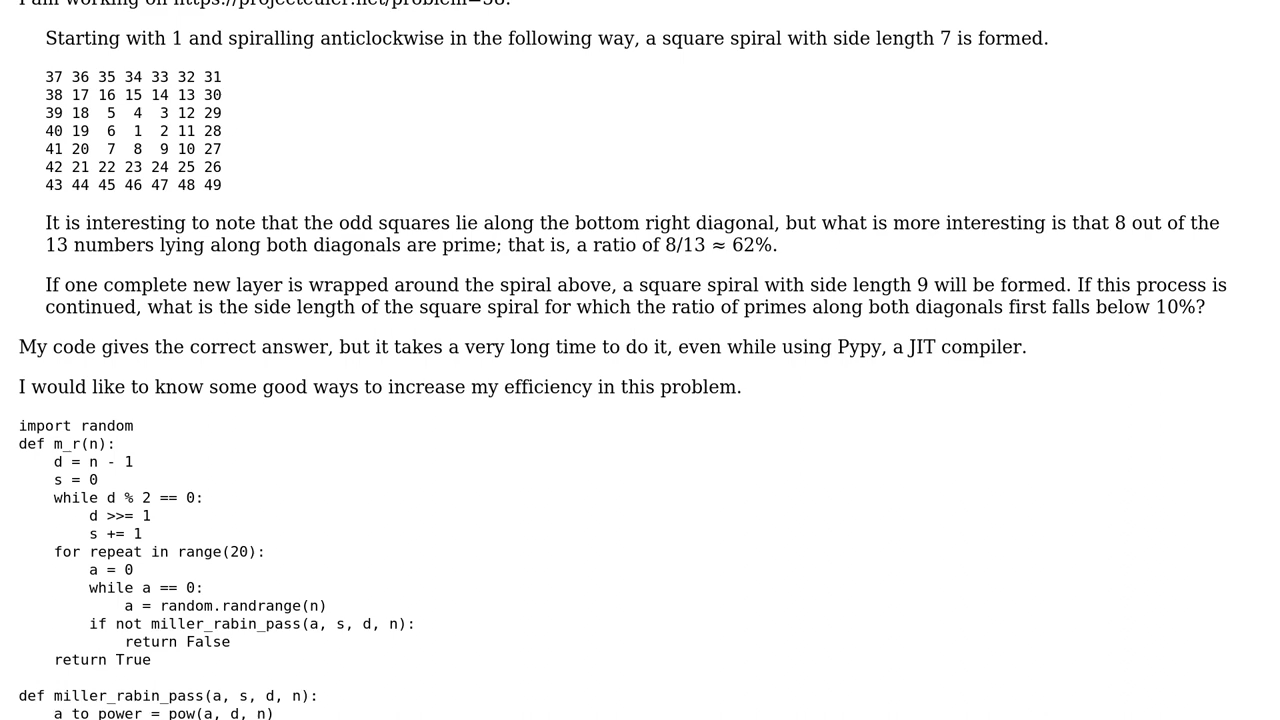 I am working on https://projecteuler.net/problem=58:
Starting with 1 and spiralling anticlockwise in the following way, a square spiral with side length 7 is formed.
37 36 35 34 33 32 31
38 17 16 15 14 13 30
39 18  5  4  3 12 29
40 19  6  1  2 11 28
41 20  7  8  9 10 27
42 21 22 23 24 25 26
43 44 45 46 47 48 49
It is interesting to note that the odd squares lie along the bottom right diagonal, but what is more interesting is that 8 out of the
13 numbers lying along both diagonals are prime; that is, a ratio of 8/13 ≈ 62%.
If one complete new layer is wrapped around the spiral above, a square spiral with side length 9 will be formed. If this process is
continued, what is the side length of the square spiral for which the ratio of primes along both diagonals first falls below 10%?
My code gives the correct answer, but it takes a very long time to do it, even while using Pypy, a JIT compiler.
I would like to know some good ways to increase my efficiency in this problem.
import random
def m_r(n):
    d = n - 1
    s = 0
    while d % 2 == 0:
        d >>= 1
        s += 1
    for repeat in range(20):
        a = 0
        while a == 0:
            a = random.randrange(n)
        if not miller_rabin_pass(a, s, d, n):
            return False
    return True
def miller_rabin_pass(a, s, d, n):
    a_to_power = pow(a, d, n)